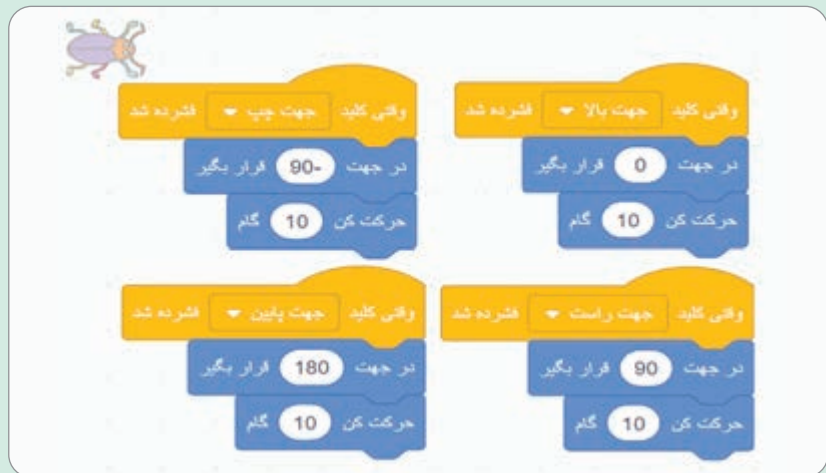 وقتی کلید جهت بالا فشرده شد
در جهت 0 قرار بگیر
حرکت کن 10 گام
وقتی کلید جهت چپ فشرده شد
در جهت 90- قرار بگیر
حرکت کن 10 گام
وقتی کلید جهت راست فشرده شد
در جهت 90 قرار بگیر
حرکت کن 10 گام
وقتی کلید جهت پایین فشرده شد
در جهت 180 قرار بگیر
حرکت کن 10 گام